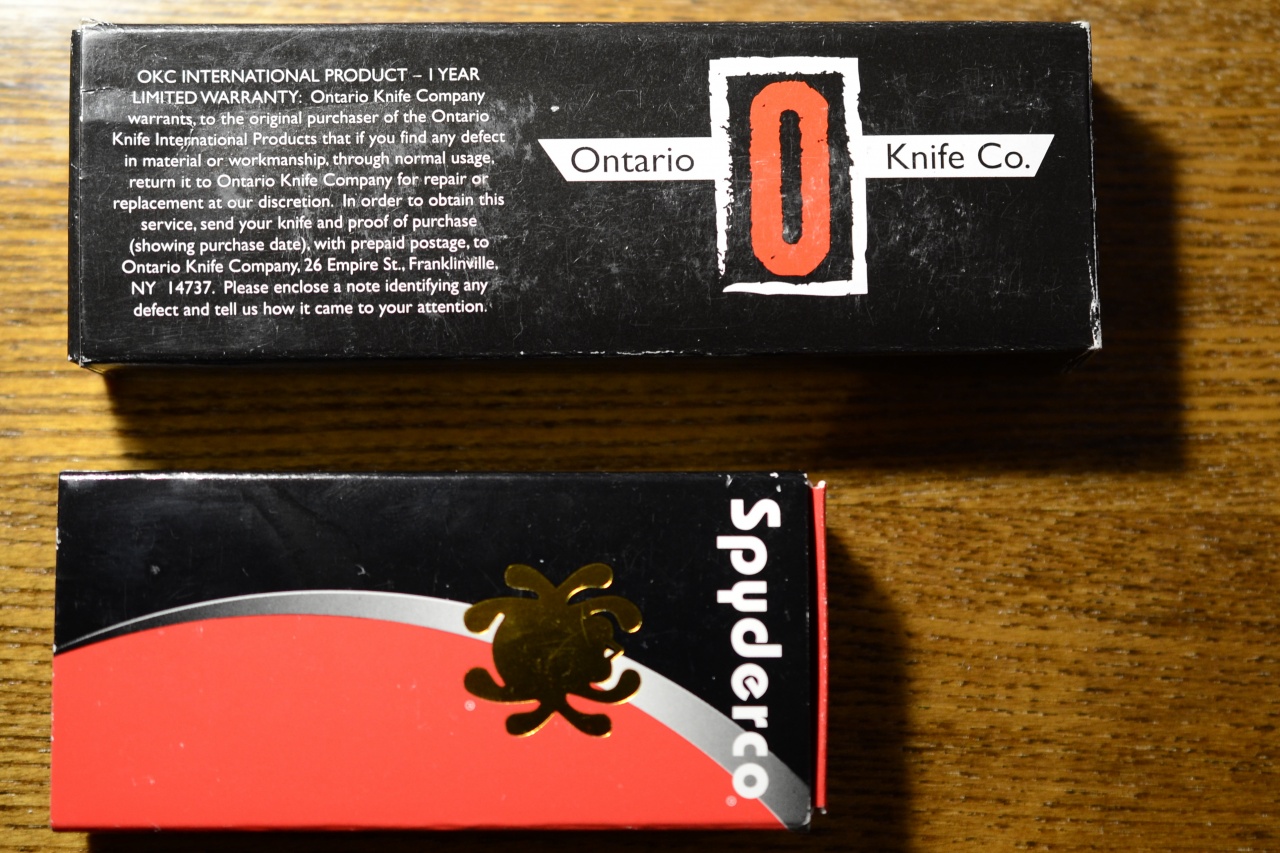 OKC INTERNATIONAL PRODUCT – 1 YEAR
LIMITED WARRANTY: Ontario Knife Company
warrants, to the original purchaser of the Ontario
Knife International Products that if you find any defect
in material or workmanship, through normal usage,
return it to Ontario Knife Company for repair or
replacement at our discretion. In order to obtain this
service, send your knife and proof of purchase
(showing purchase date), with prepaid postage, to
Ontario Knife Company, 26 Empire St., Franklinville,
NY 14737. Please enclose a note identifying any
defect and tell us how it came to your attention.
Ontario O Knife Co.
Spyderco®
®